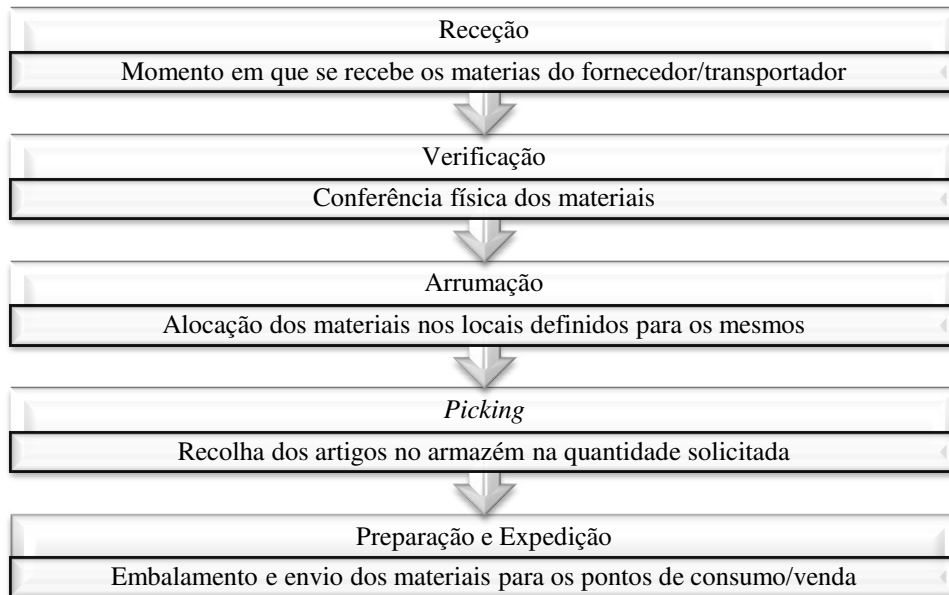 Receção
Momento em que se recebe os materias do fornecedor/transportador
Verificação
Conferência física dos materiais
Arrumação
Alocação dos materiais nos locais definidos para os mesmos
Picking
Recolha dos artigos no armazém na quantidade solicitada
Preparação e Expedição
Embalamento e envio dos materiais para os pontos de consumo/venda